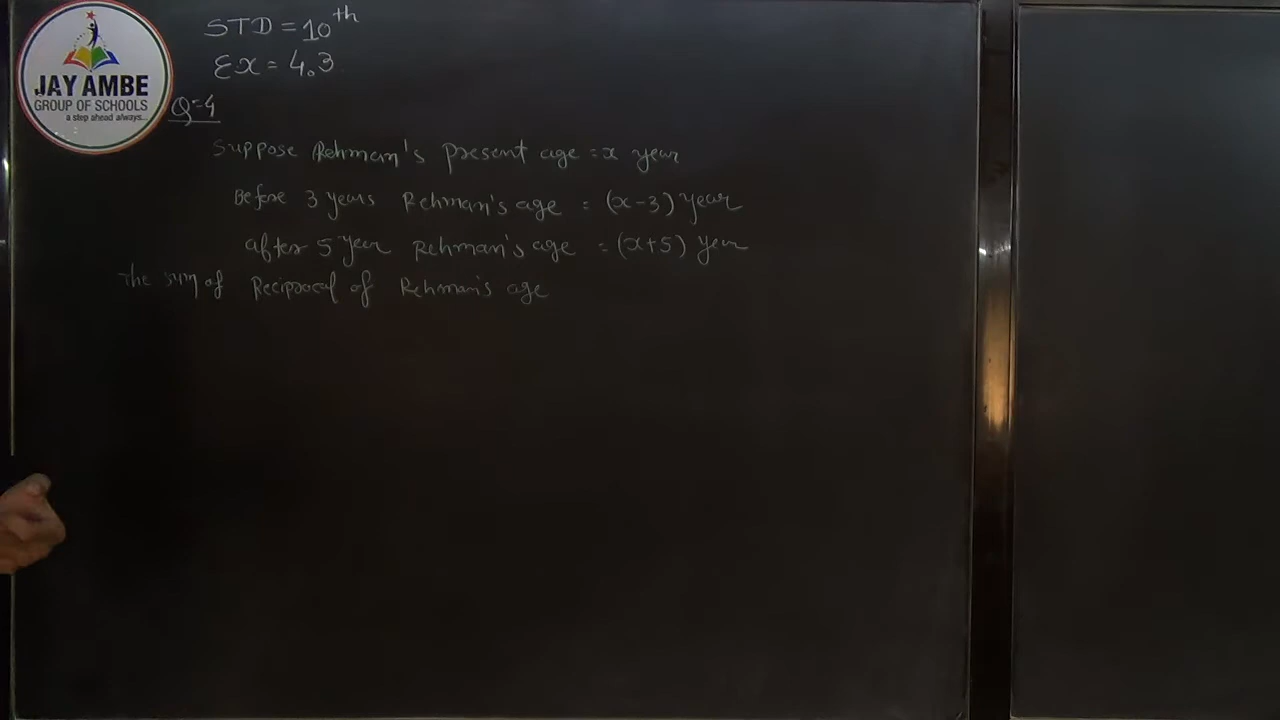 STD = 10th
Ex = 4.3
JAY AMBE
GROUP OF SCHOOLS
a step ahead always...
Q-4
Suppose Rehman's present age = x year
Before 3 years Rehman's age = (x-3) year
after 5 year Rehman's age = (x+5) year
The sum of Reciprocal of Rehman's age